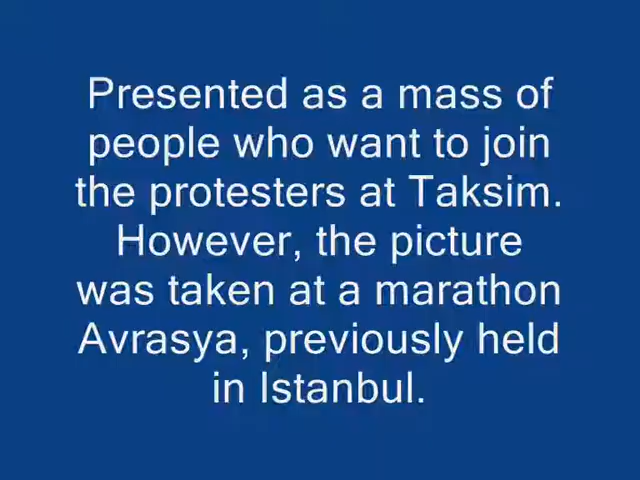 Presented as a mass of
people who want to join
the protesters at Taksim.
However, the picture
was taken at a marathon
Avrasya, previously held
in Istanbul.